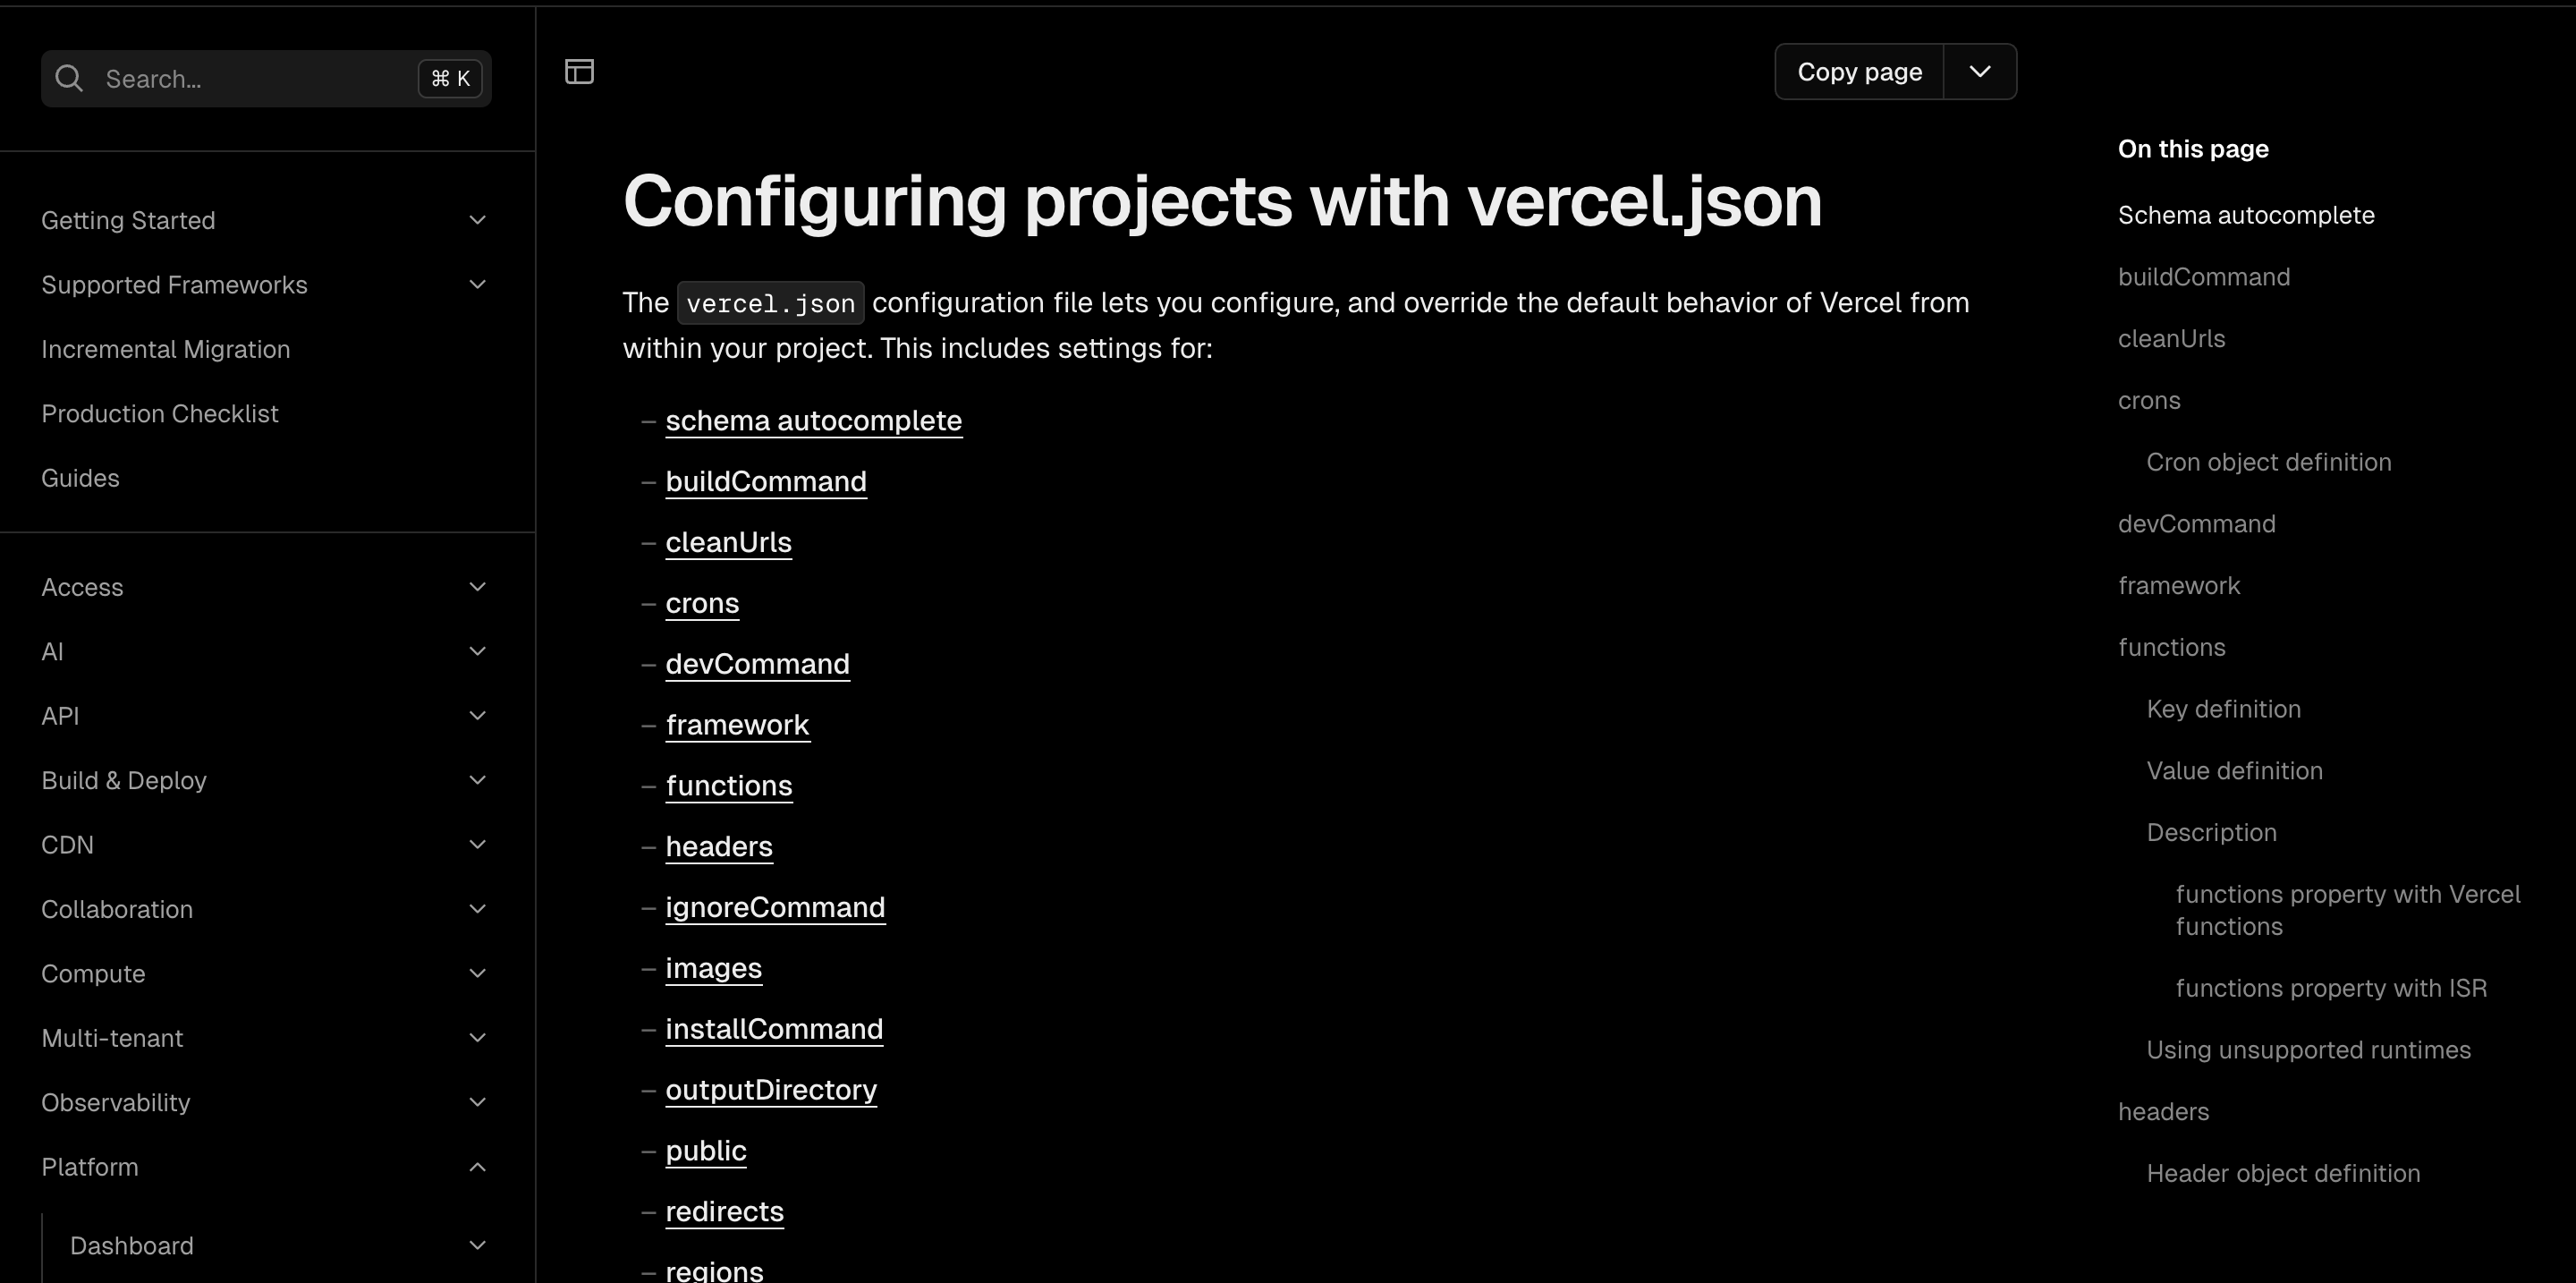 Search...
⌘ K
Getting Started
Supported Frameworks
Incremental Migration
Production Checklist
Guides
Access
AI
API
Build & Deploy
CDN
Collaboration
Compute
Multi-tenant
Observability
Platform
Dashboard
Copy page
Configuring projects with vercel.json
The vercel.json configuration file lets you configure, and override the default behavior of Vercel from
within your project. This includes settings for:
– schema autocomplete
– buildCommand
– cleanUrls
– crons
– devCommand
– framework
– functions
– headers
– ignoreCommand
– images
– installCommand
– outputDirectory
– public
– redirects
– regions
On this page
Schema autocomplete
buildCommand
cleanUrls
crons
Cron object definition
devCommand
framework
functions
Key definition
Value definition
Description
functions property with Vercel
functions
functions property with ISR
Using unsupported runtimes
headers
Header object definition